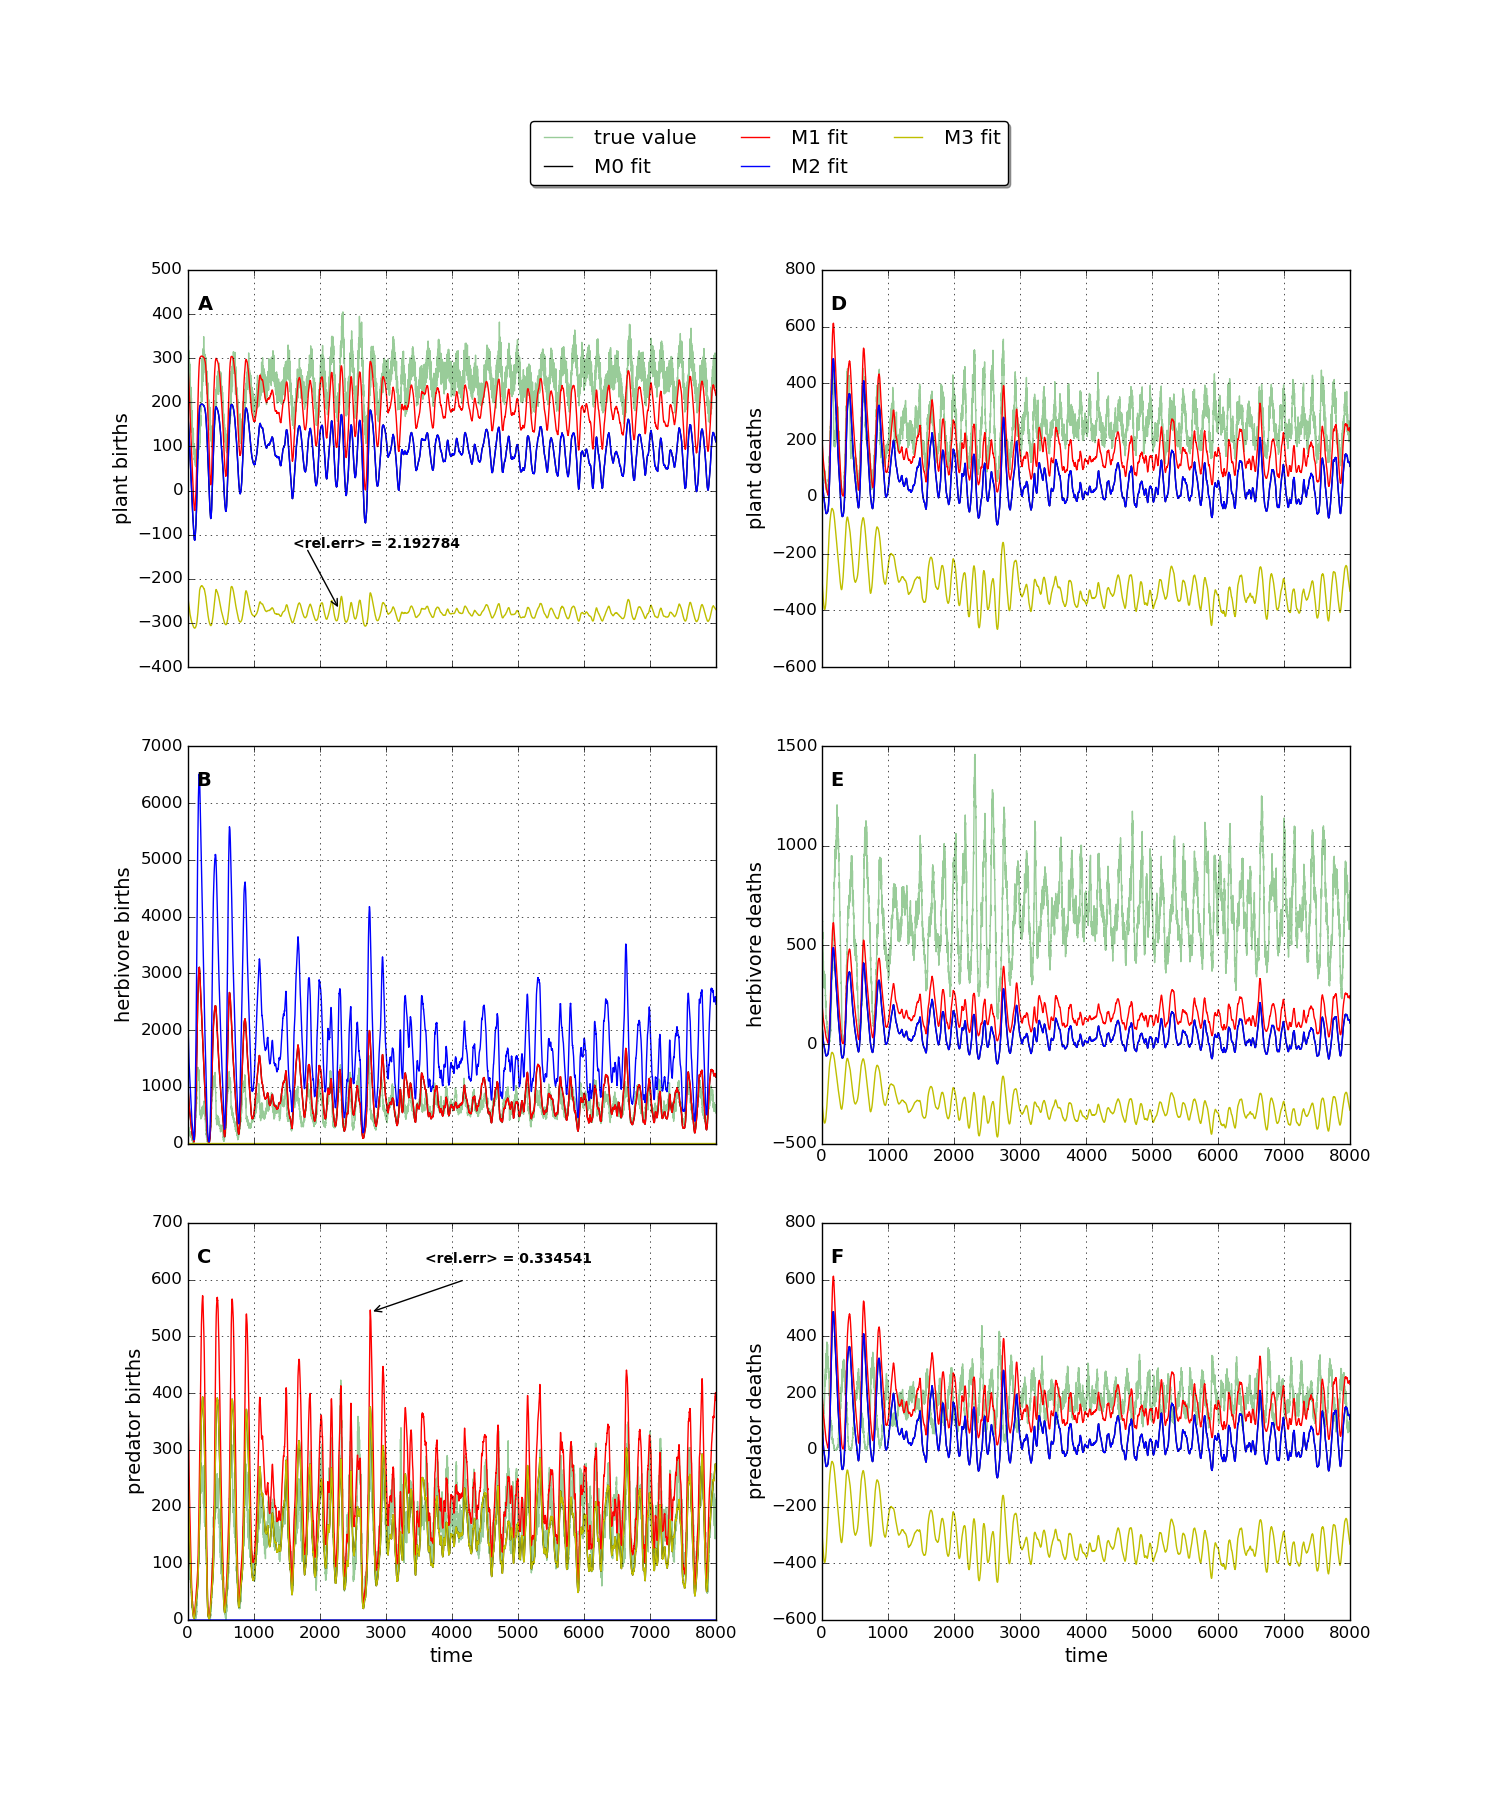 true value
M0 fit
M1 fit
M2 fit
M3 fit
500
400
300
200
100
0
−100
−200
−300
−400
plant births
A
<rel.err> = 2.192784
800
600
400
200
0
−200
−400
−600
plant deaths
D
7000
6000
5000
4000
3000
2000
1000
0
herbivore births
B
1500
1000
500
0
−500
herbivore deaths
E
0 1000 2000 3000 4000 5000 6000 7000 8000
700
600
500
400
300
200
100
0
predator births
C
<rel.err> = 0.334541
0 1000 2000 3000 4000 5000 6000 7000 8000
time
800
600
400
200
0
−200
−400
−600
predator deaths
F
0 1000 2000 3000 4000 5000 6000 7000 8000
time